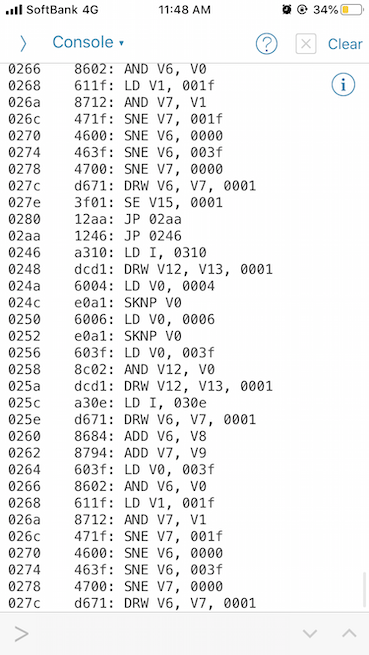 SoftBank 4G 11:48 AM 34%
Console Clear
0266 8602: AND V6, V0
0268 611f: LD V1, 001f
026a 8712: AND V7, V1
026c 471f: SNE V7, 001f
0270 4600: SNE V6, 0000
0274 463f: SNE V6, 003f
0278 4700: SNE V7, 0000
027c d671: DRW V6, V7, 0001
027e 3f01: SE V15, 0001
0280 12aa: JP 02aa
02aa 1246: JP 0246
0246 a310: LD I, 0310
0248 dcd1: DRW V12, V13, 0001
024a 6004: LD V0, 0004
024c e0a1: SKNP V0
0250 6006: LD V0, 0006
0252 e0a1: SKNP V0
0256 603f: LD V0, 003f
0258 8c02: AND V12, V0
025a dcd1: DRW V12, V13, 0001
025c a30e: LD I, 030e
025e d671: DRW V6, V7, 0001
0260 8684: ADD V6, V8
0262 8794: ADD V7, V9
0264 603f: LD V0, 003f
0266 8602: AND V6, V0
0268 611f: LD V1, 001f
026a 8712: AND V7, V1
026c 471f: SNE V7, 001f
0270 4600: SNE V6, 0000
0274 463f: SNE V6, 003f
0278 4700: SNE V7, 0000
027c d671: DRW V6, V7, 0001